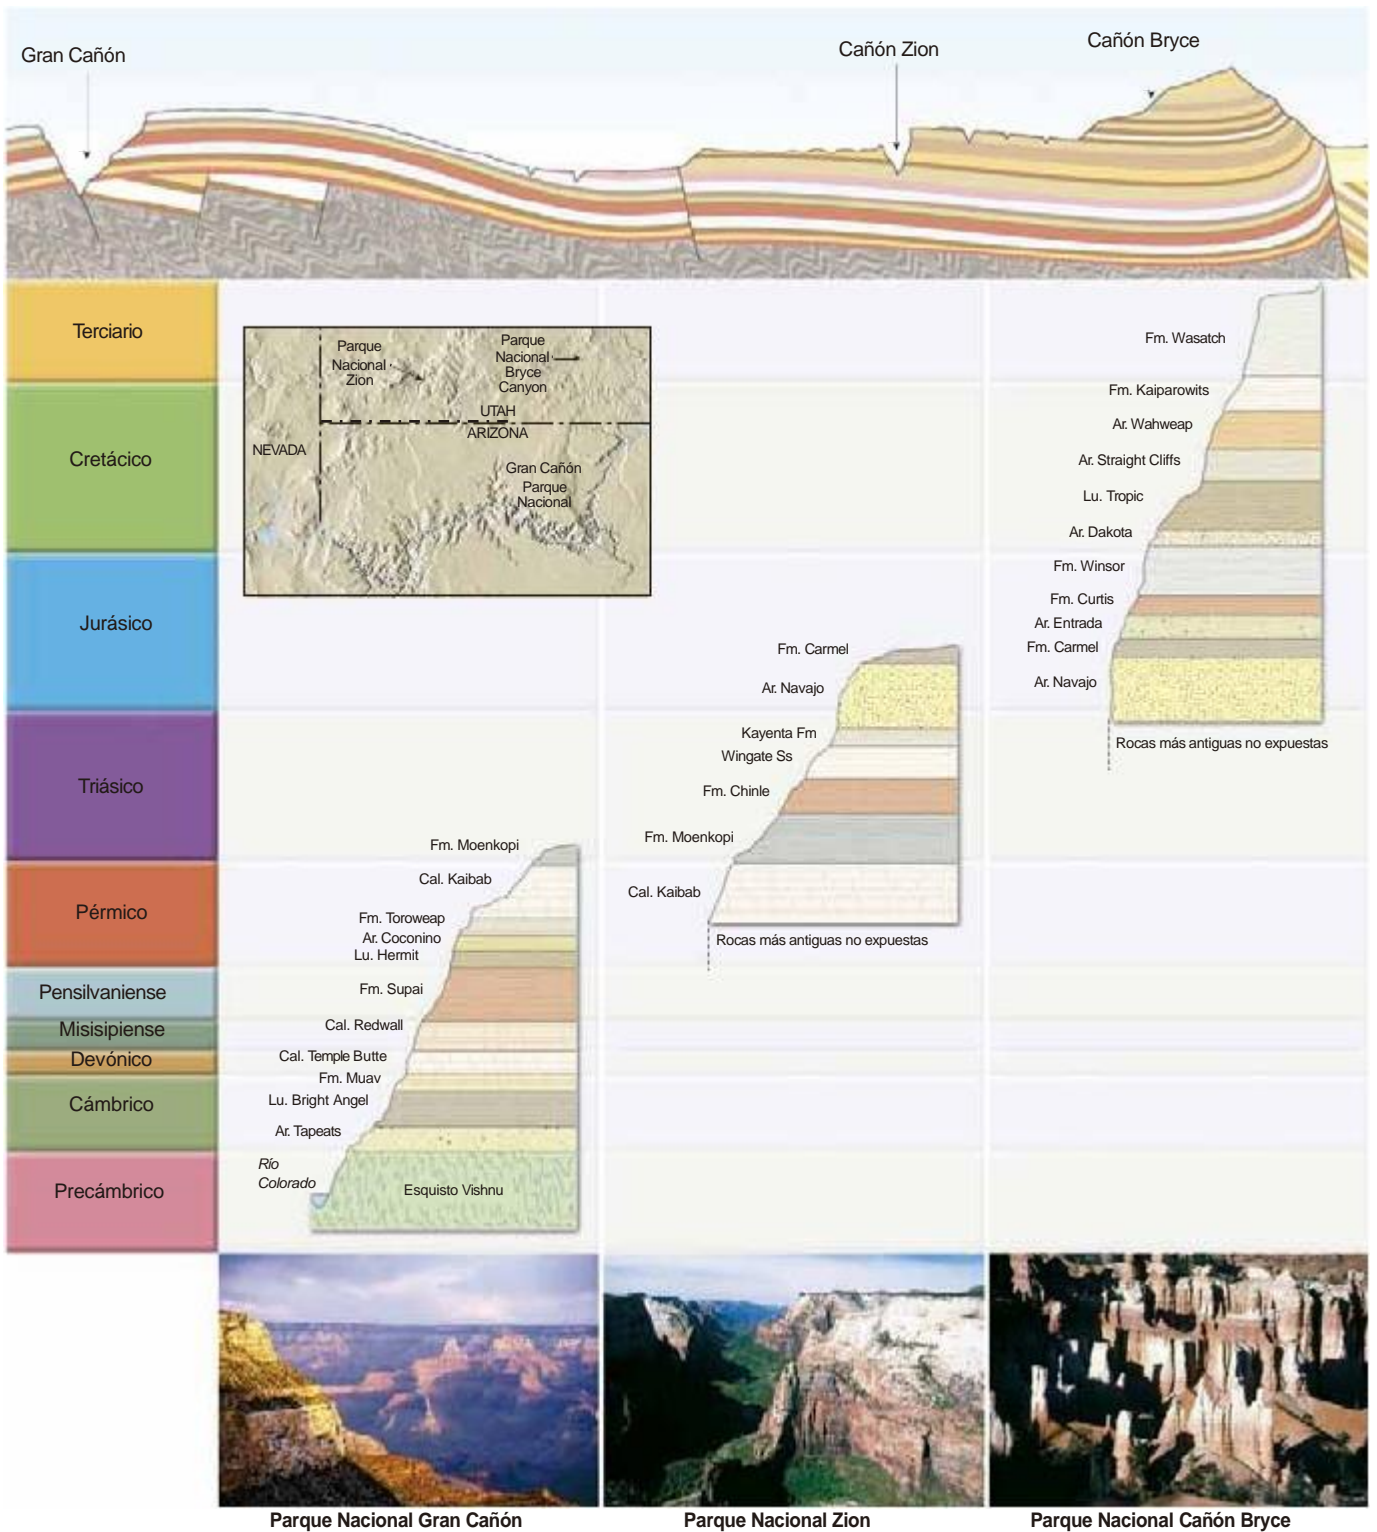 Gran Cañón
Cañón Zion
Cañón Bryce
Terciario
Cretácico
Jurásico
Triásico
Pérmico
Pensilvaniense
Misisipiense
Devónico
Cámbrico
Precámbrico
Parque
Nacional
Zion
Parque
Nacional
Bryce
Canyon
UTAH
ARIZONA
NEVADA
Gran Cañón
Parque
Nacional
Fm. Moenkopi
Cal. Kaibab
Fm. Toroweap
Ar. Coconino
Lu. Hermit
Fm. Supai
Cal. Redwall
Cal. Temple Butte
Fm. Muav
Lu. Bright Angel
Ar. Tapeats
Río
Colorado
Esquisto Vishnu
Fm. Carmel
Ar. Navajo
Kayenta Fm
Wingate Ss
Fm. Chinle
Fm. Moenkopi
Cal. Kaibab
Rocas más antiguas no expuestas
Fm. Wasatch
Fm. Kaiparowits
Ar. Wahweap
Ar. Straight Cliffs
Lu. Tropic
Ar. Dakota
Fm. Winsor
Fm. Curtis
Ar. Entrada
Fm. Carmel
Ar. Navajo
Rocas más antiguas no expuestas
Parque Nacional Gran Cañón
Parque Nacional Zion
Parque Nacional Cañón Bryce